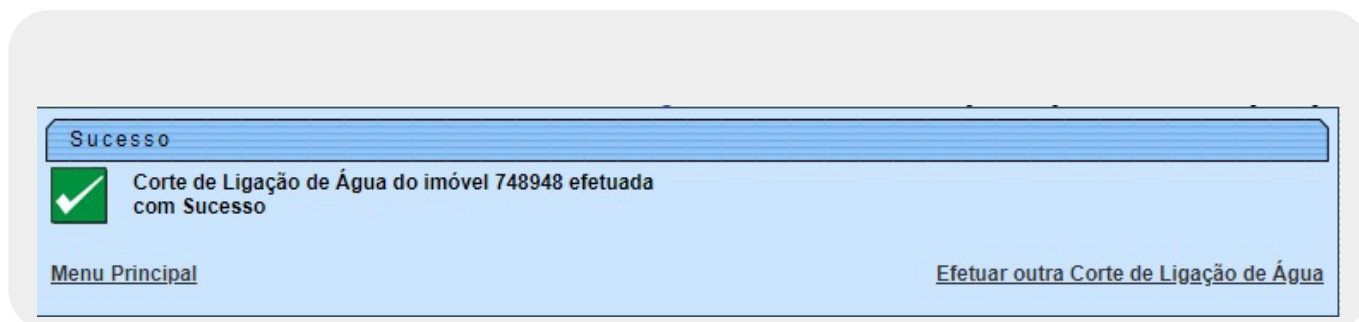 Sucesso
Corte de Ligação de Água do imóvel 748948 efetuada
com Sucesso
Menu Principal
Efetuar outra Corte de Ligação de Água